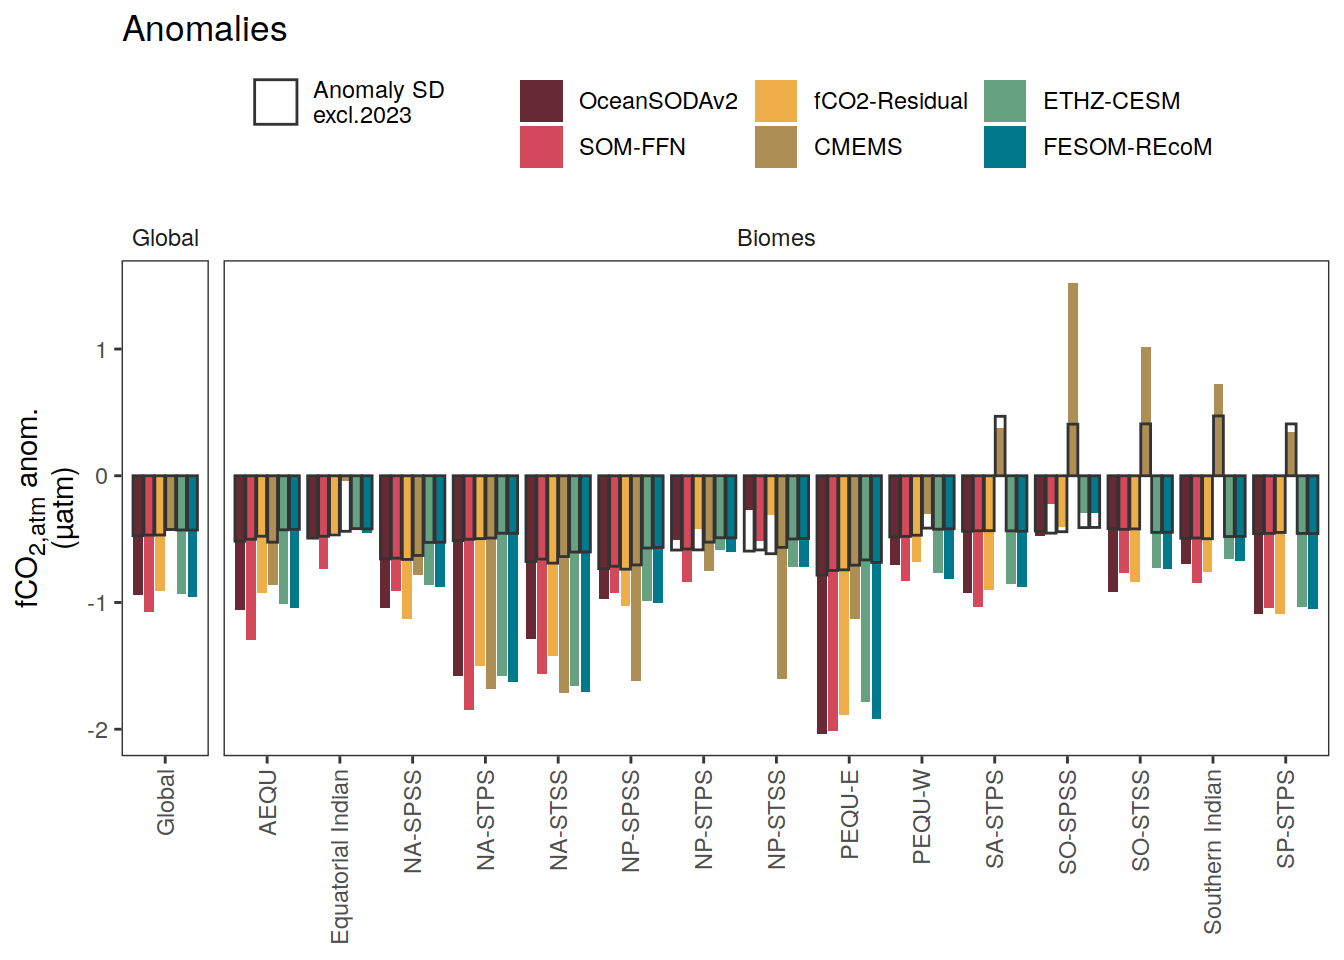 Anomalies
Anomaly SD
excl.2023
OceanSODAv2
fCO2-Residual
ETHZ-CESM
SOM-FFN
CMEMS
FESOM-REcoM
Global
Biomes
fCO2,atm anom.
(µatm)
1
0
-1
-2
Global
AEQU
Equatorial Indian
NA-SPSS
NA-STPS
NA-STSS
NP-SPSS
NP-STPS
NP-STSS
PEQU-E
PEQU-W
SA-STPS
SO-SPSS
SO-STSS
Southern Indian
SP-STPS